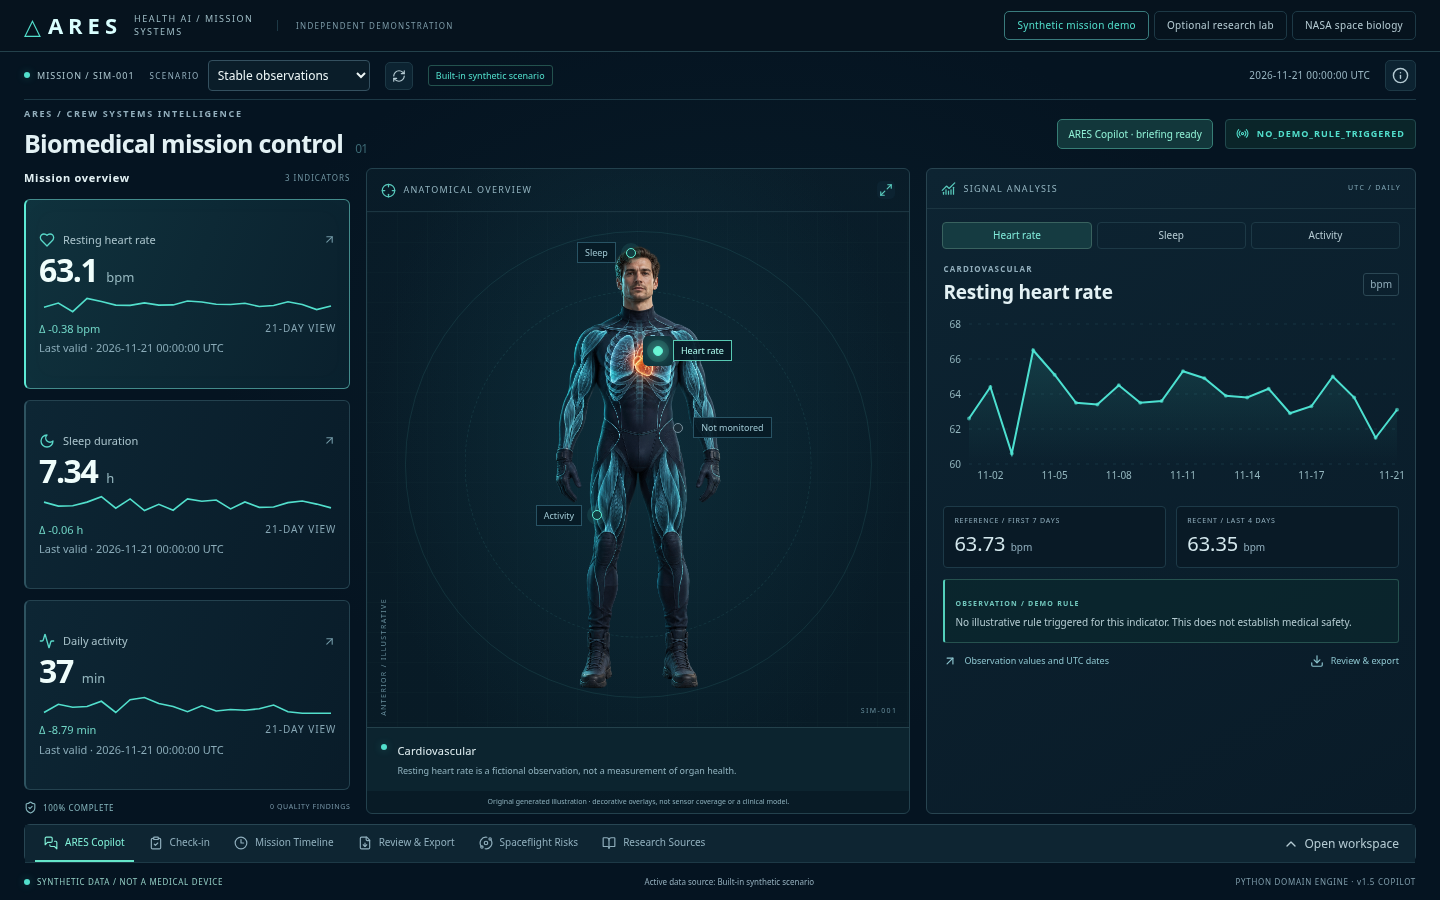 ARES
HEALTH AI / MISSION
SYSTEMS
INDEPENDENT DEMONSTRATION
Synthetic mission demo
Optional research lab
NASA space biology
MISSION / SIM-001
SCENARIO
Stable observations
Built-in synthetic scenario
2026-11-21 00:00:00 UTC
ARES / CREW SYSTEMS INTELLIGENCE
Biomedical mission control 01
ARES Copilot · briefing ready
NO_DEMO_RULE_TRIGGERED
Mission overview
3 INDICATORS
Resting heart rate
63.1 bpm
Δ -0.38 bpm
21-DAY VIEW
Last valid · 2026-11-21 00:00:00 UTC
Sleep duration
7.34 h
Δ -0.06 h
21-DAY VIEW
Last valid · 2026-11-21 00:00:00 UTC
Daily activity
37 min
Δ -8.79 min
21-DAY VIEW
Last valid · 2026-11-21 00:00:00 UTC
100% COMPLETE
0 QUALITY FINDINGS
ANATOMICAL OVERVIEW
Sleep
Heart rate
Not monitored
Activity
ANTERIOR / ILLUSTRATIVE
SIM-001
Cardiovascular
Resting heart rate is a fictional observation, not a measurement of organ health.
Original generated illustration · decorative overlays, not sensor coverage or a clinical model.
SIGNAL ANALYSIS
UTC / DAILY
Heart rate
Sleep
Activity
CARDIOVASCULAR
Resting heart rate
bpm
68
66
64
62
60
11-02
11-05
11-08
11-11
11-14
11-17
11-21
REFERENCE / FIRST 7 DAYS
63.73 bpm
RECENT / LAST 4 DAYS
63.35 bpm
OBSERVATION / DEMO RULE
No illustrative rule triggered for this indicator. This does not establish medical safety.
Observation values and UTC dates
Review & export
ARES Copilot
Check-in
Mission Timeline
Review & Export
Spaceflight Risks
Research Sources
Open workspace
SYNTHETIC DATA / NOT A MEDICAL DEVICE
Active data source: Built-in synthetic scenario
PYTHON DOMAIN ENGINE · v1.5 COPILOT